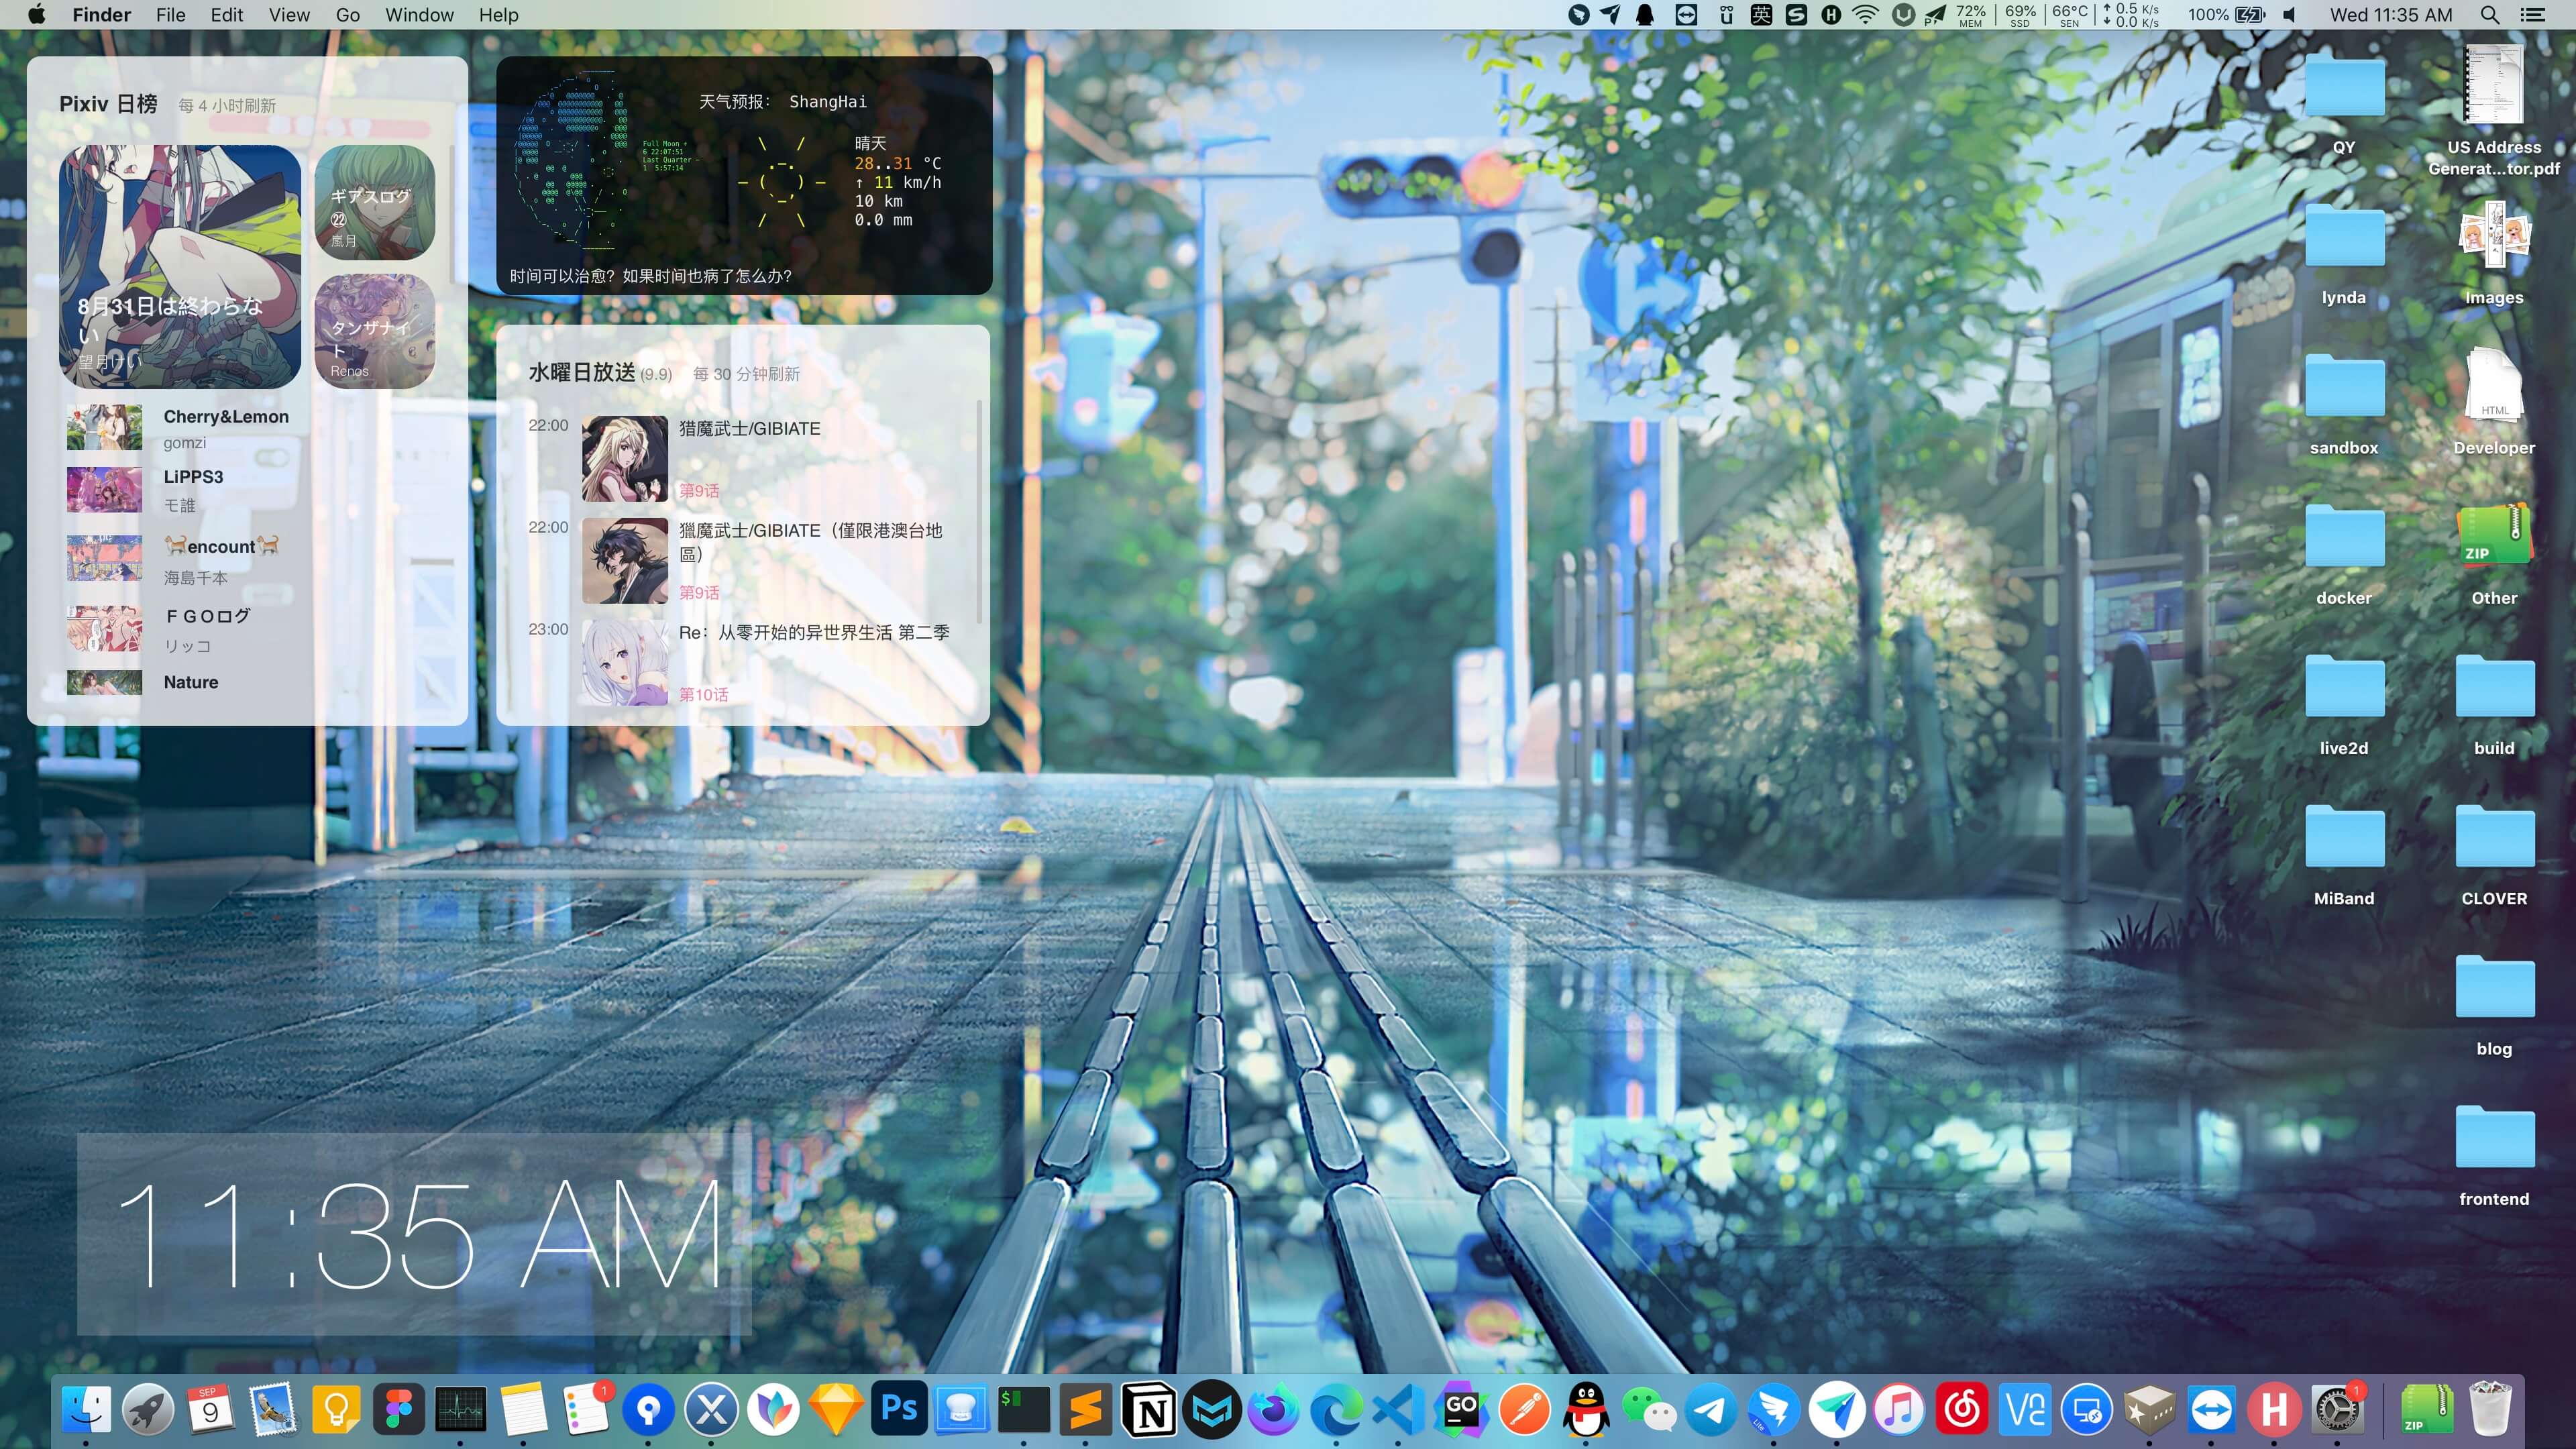 Finder File Edit View Go Window Help
英
72% MEM 69% SSD 66°C SEN ↑ 0.5 K/s ↓ 0.0 K/s 100% Wed 11:35 AM
Pixiv 日榜 每 4 小时刷新
8月31日は終わらな
い
望月けい
ギアスログ
㉒
嵐月
タンザナイ
ト
Renos
Cherry&Lemon
gomzi
LiPPS3
モ誰
🐈encount🐈
海島千本
ＦＧＯログ
リッコ
Nature
天气预报： ShangHai
Full Moon +
6 22:07:51
Last Quarter -
1 5:57:14
晴天
28..31 °C
↑ 11 km/h
10 km
0.0 mm
时间可以治愈？如果时间也病了怎么办？
水曜日放送 (9.9) 每 30 分钟刷新
22:00
猎魔武士/GIBIATE
第9话
22:00
獵魔武士/GIBIATE（僅限港澳台地
區）
第9话
23:00
Re：从零开始的异世界生活 第二季
第10话
QY
US Address
Generat...tor.pdf
lynda
Images
sandbox
HTML
Developer
docker
ZIP
Other
live2d
build
MiBand
CLOVER
blog
frontend
11:35 AM
SEP
9
1
Ps
$
N
GO
Lite
H
1
ZIP